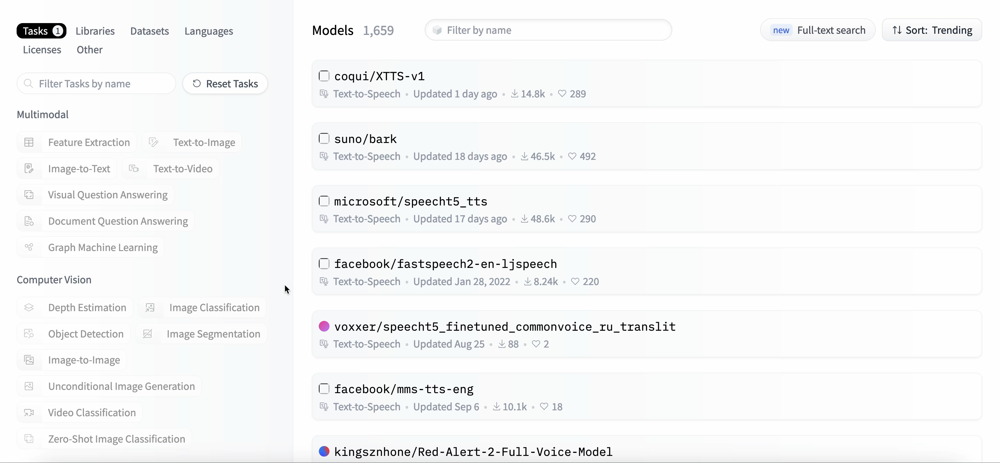 Tasks 1 Libraries Datasets Languages
Licenses Other
Filter Tasks by name Reset Tasks
Multimodal
Feature Extraction Text-to-Image
Image-to-Text Text-to-Video
Visual Question Answering
Document Question Answering
Graph Machine Learning
Computer Vision
Depth Estimation Image Classification
Object Detection Image Segmentation
Image-to-Image
Unconditional Image Generation
Video Classification
Zero-Shot Image Classification
Models 1,659 Filter by name new Full-text search Sort: Trending
coqui/XTTS-v1
Text-to-Speech • Updated 1 day ago • 14.8k • 289
suno/bark
Text-to-Speech • Updated 18 days ago • 46.5k • 492
microsoft/speecht5_tts
Text-to-Speech • Updated 17 days ago • 48.6k • 290
facebook/fastspeech2-en-ljspeech
Text-to-Speech • Updated Jan 28, 2022 • 8.24k • 220
voxxer/speecht5_finetuned_commonvoice_ru_translit
Text-to-Speech • Updated Aug 25 • 88 • 2
facebook/mms-tts-eng
Text-to-Speech • Updated Sep 6 • 10.1k • 18
kingsznhone/Red-Alert-2-Full-Voice-Model